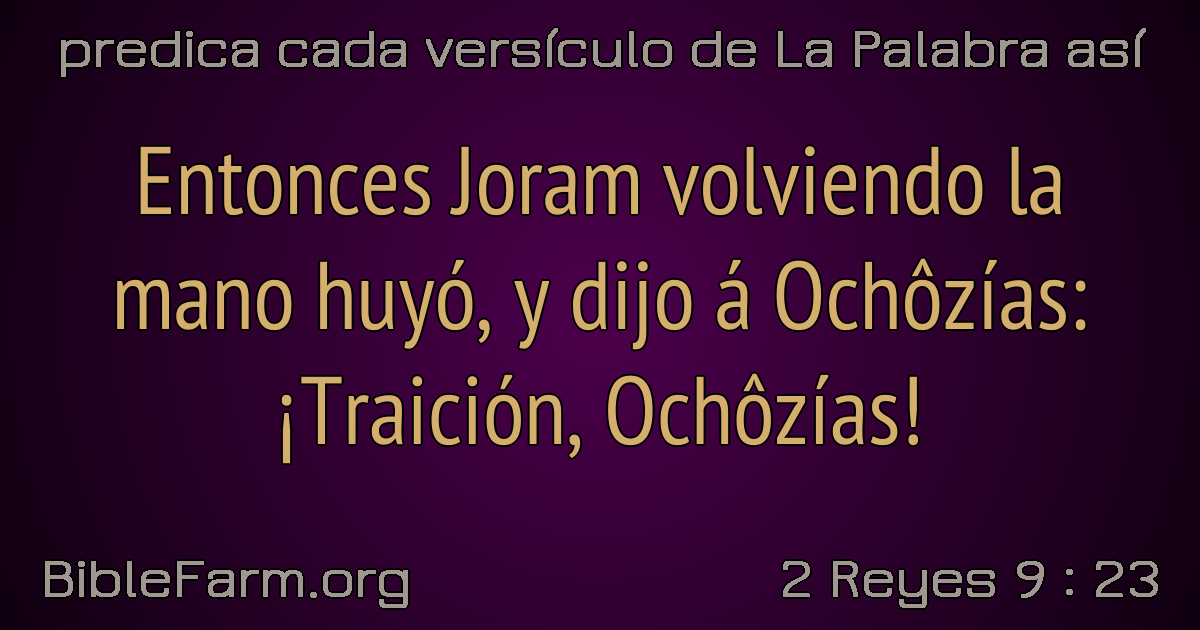 predica cada versículo de La Palabra así
Entonces Joram volviendo la
mano huyó, y dijo á Ochôzías:
¡Traición, Ochôzías!
BibleFarm.org
2 Reyes 9 : 23